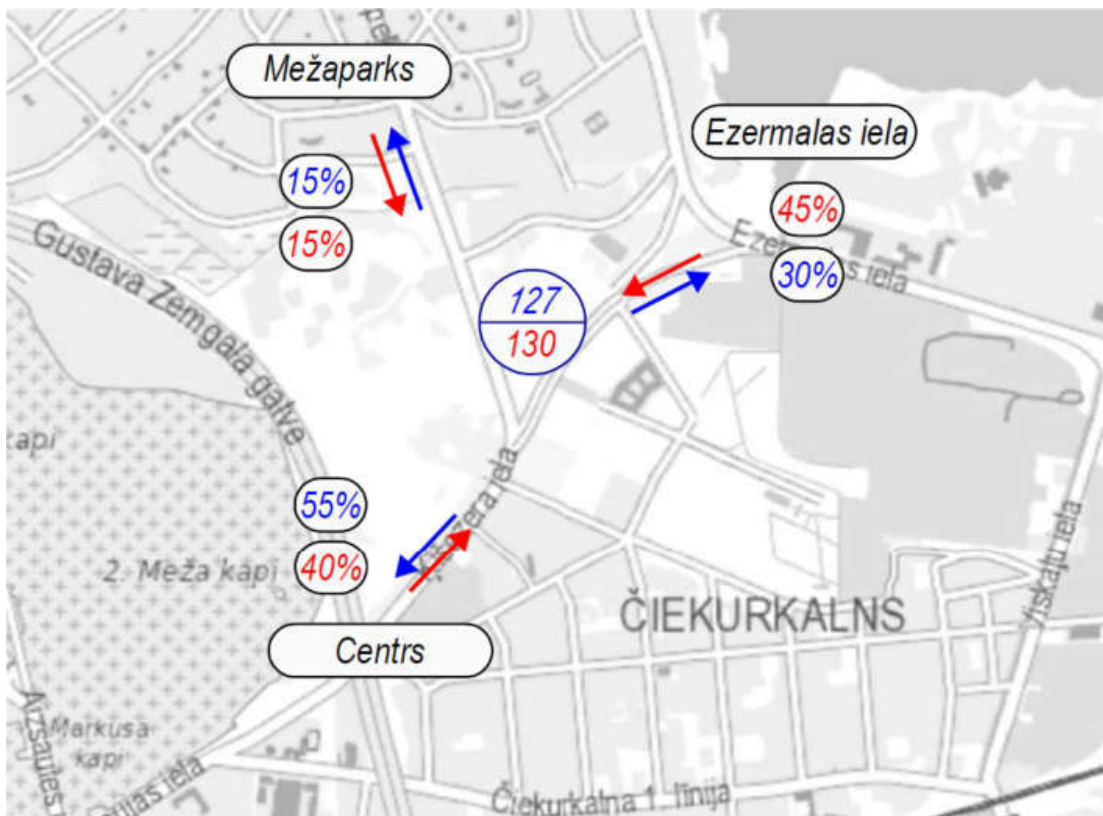 Mežaparks
Ezermalas iela
15%
15%
45%
30%
Gustava Zemgala gatve
127
130
kapi
55%
40%
2. Meža kapi
ČIEKURKALNS
Centrs
Markusa
kapi
Čiekurkalna 1. līnija